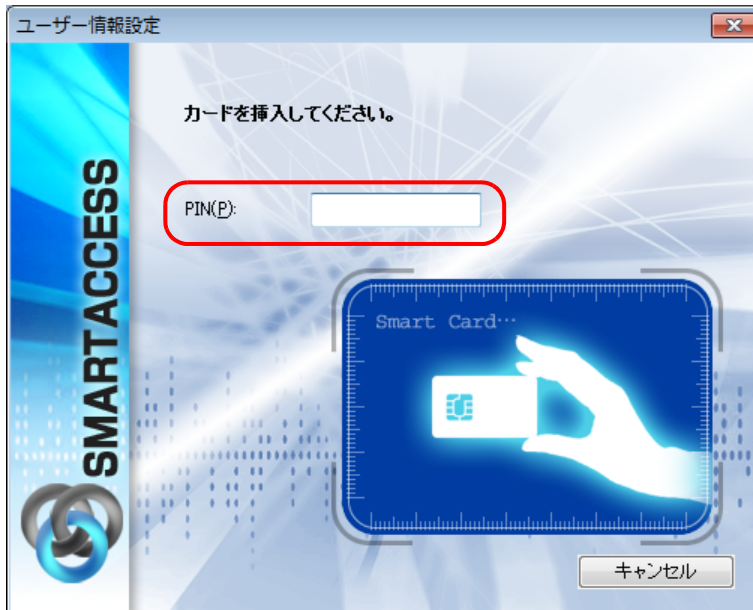 ユーザー情報設定
SMARTACCESS
カードを挿入してください。
PIN(P):
Smart Card…
キャンセル